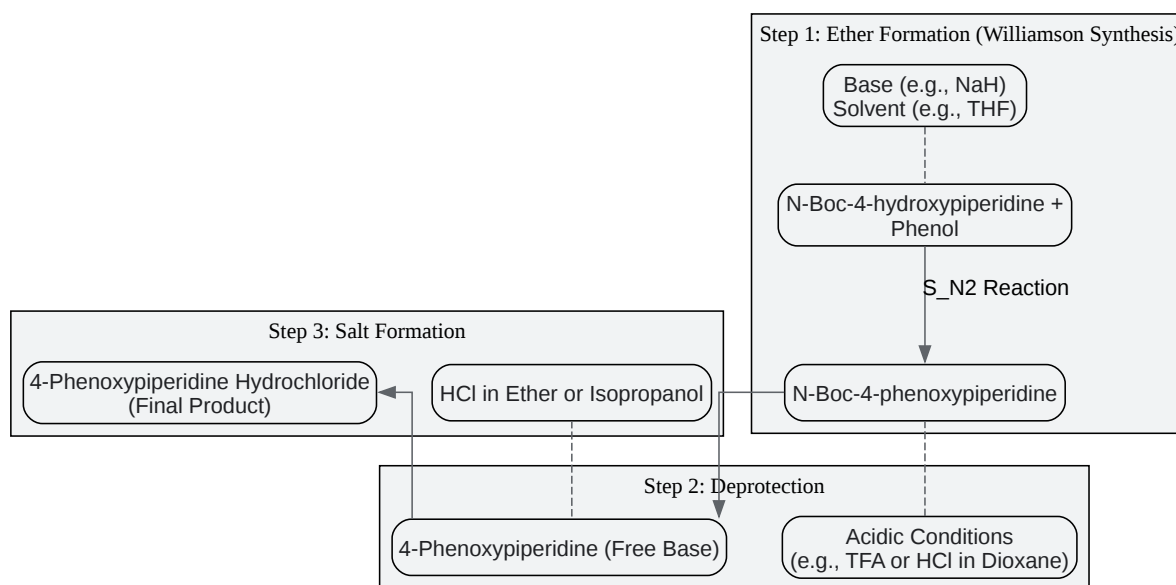 Step 1: Ether Formation (Williamson Synthesis)
Base (e.g., NaH)
Solvent (e.g., THF)
N-Boc-4-hydroxypiperidine +
Phenol
S_N2 Reaction
N-Boc-4-phenoxypiperidine
Step 3: Salt Formation
4-Phenoxypiperidine Hydrochloride
(Final Product)
HCl in Ether or Isopropanol
Step 2: Deprotection
4-Phenoxypiperidine (Free Base)
Acidic Conditions
(e.g., TFA or HCl in Dioxane)